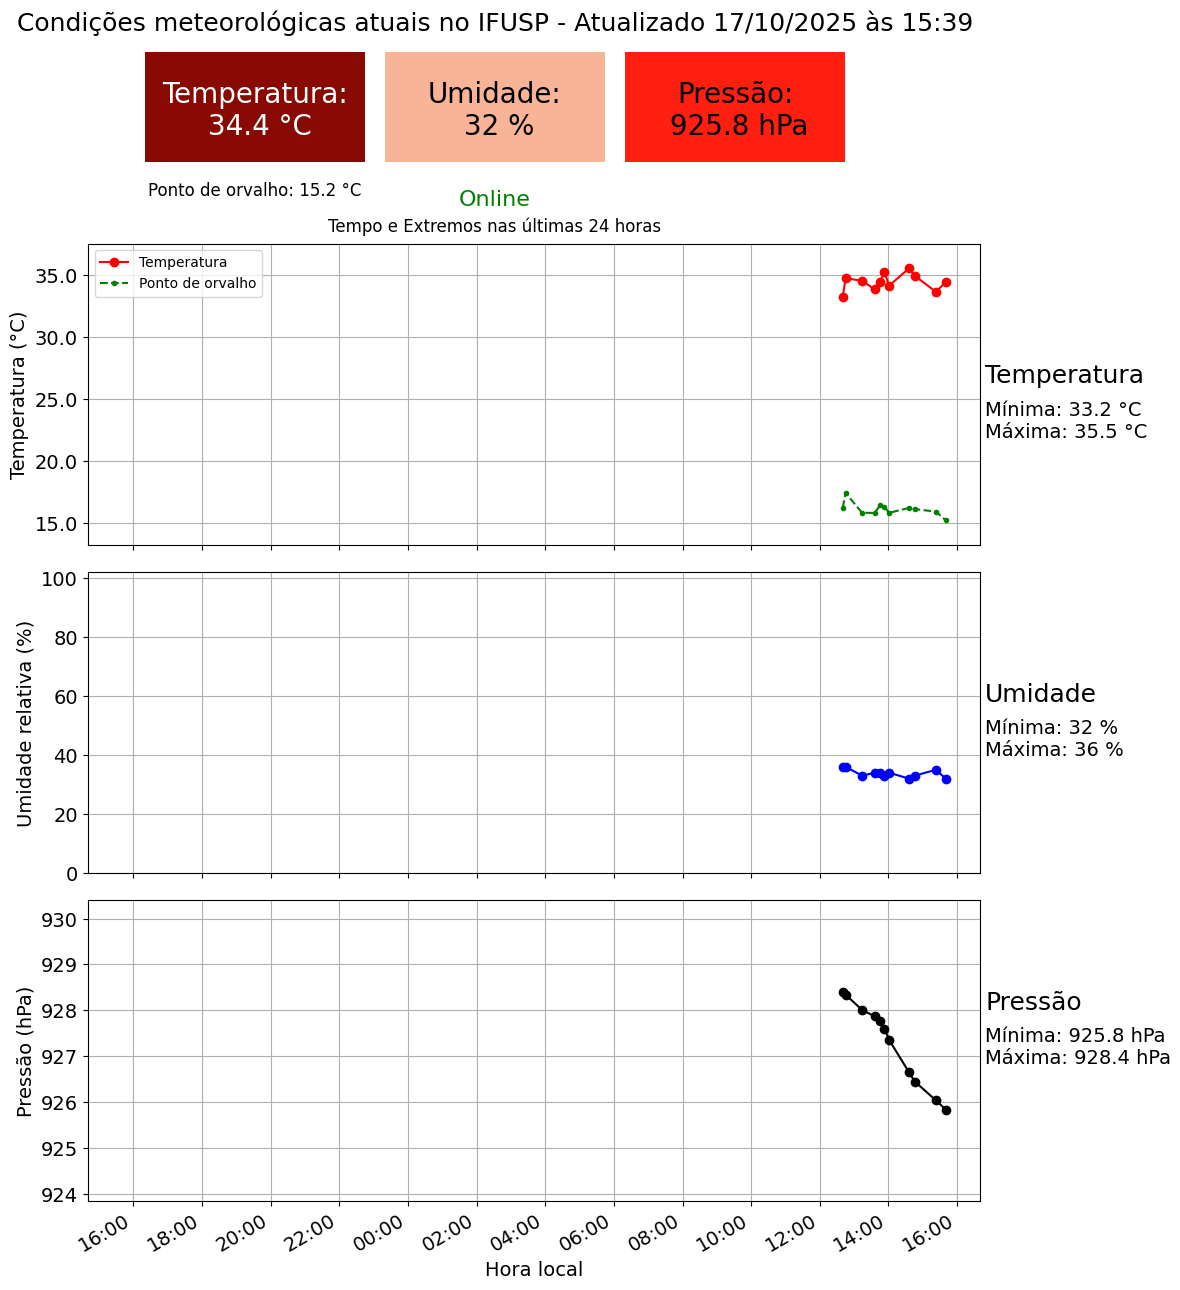 Condições meteorológicas atuais no IFUSP - Atualizado 17/10/2025 às 15:39
Temperatura:
34.4 °C
Umidade:
32 %
Pressão:
925.8 hPa
Ponto de orvalho: 15.2 °C
Online
Tempo e Extremos nas últimas 24 horas
Temperatura
Ponto de orvalho
Temperatura (°C)
35.0
30.0
25.0
20.0
15.0
Temperatura
Mínima: 33.2 °C
Máxima: 35.5 °C
Umidade relativa (%)
100
80
60
40
20
0
Umidade
Mínima: 32 %
Máxima: 36 %
Pressão (hPa)
930
929
928
927
926
925
924
Pressão
Mínima: 925.8 hPa
Máxima: 928.4 hPa
16:00
18:00
20:00
22:00
00:00
02:00
04:00
06:00
08:00
10:00
12:00
14:00
16:00
Hora local